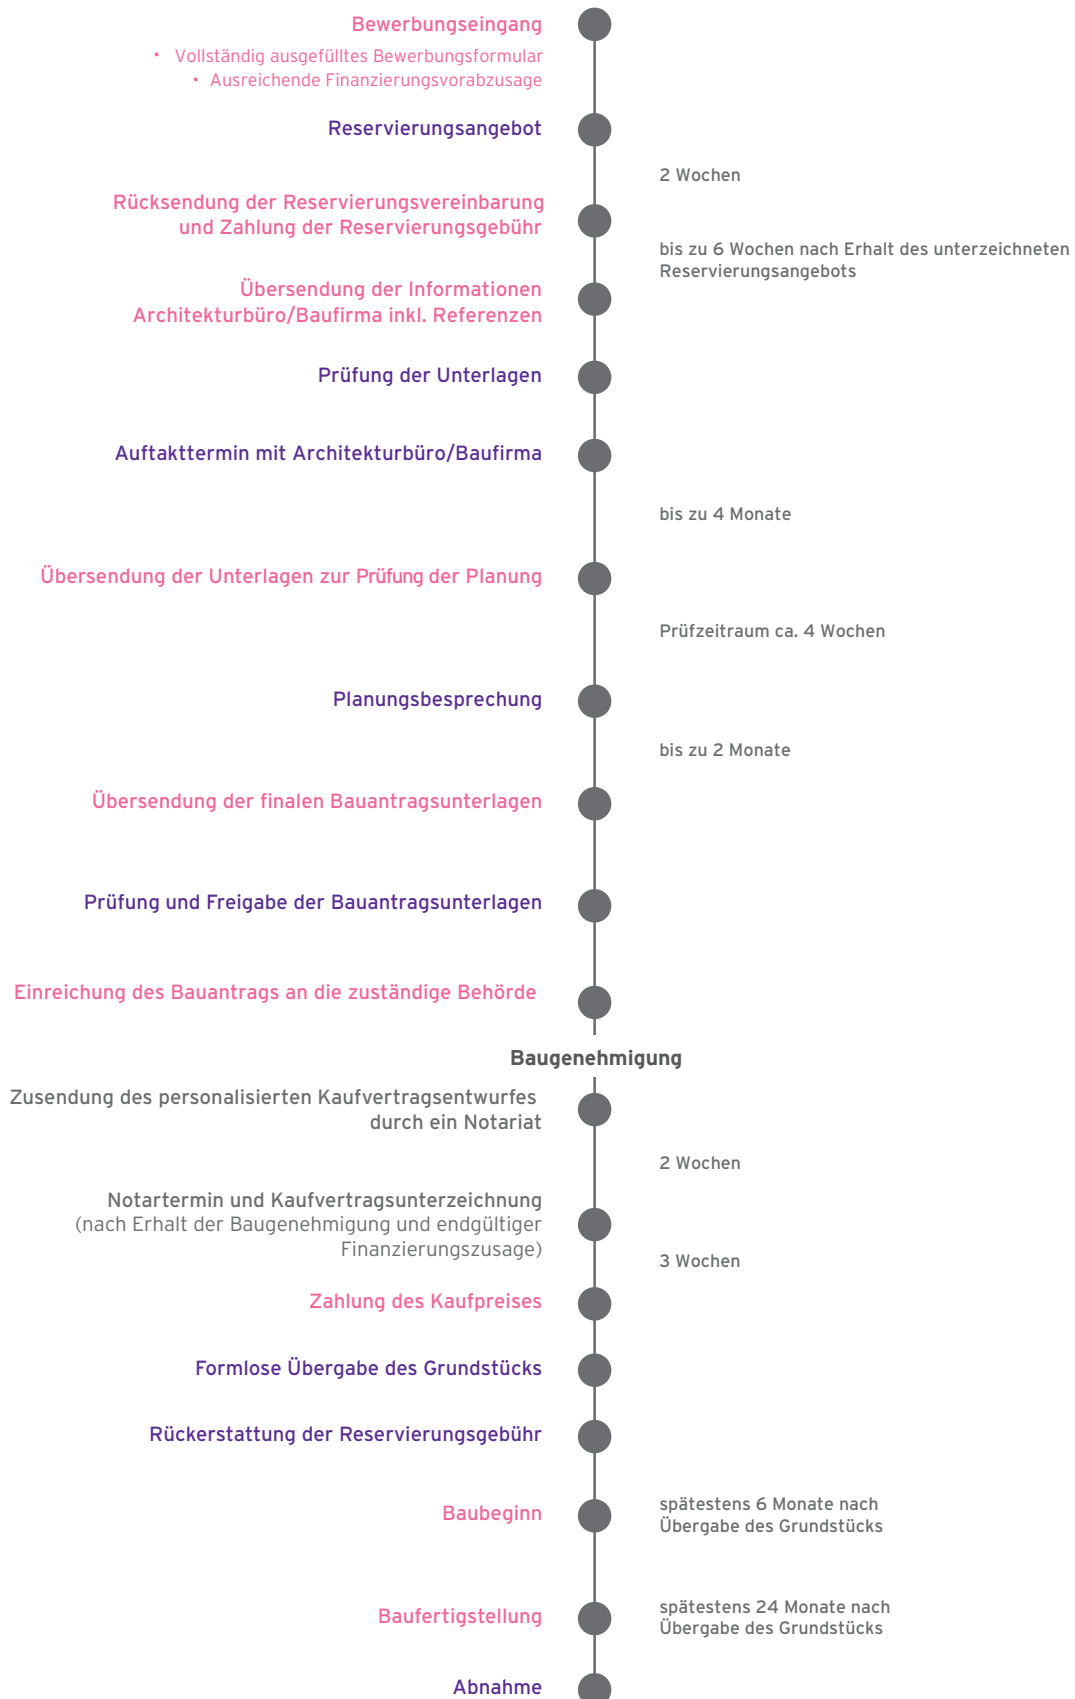 Bewerbungseingang
• Vollständig ausgefülltes Bewerbungsformular
• Ausreichende Finanzierungsvorabzusage
Reservierungsangebot
2 Wochen
Rücksendung der Reservierungsvereinbarung
und Zahlung der Reservierungsgebühr
bis zu 6 Wochen nach Erhalt des unterzeichneten
Reservierungsangebots
Übersendung der Informationen
Architekturbüro/Baufirma inkl. Referenzen
Prüfung der Unterlagen
Auftakttermin mit Architekturbüro/Baufirma
bis zu 4 Monate
Übersendung der Unterlagen zur Prüfung der Planung
Prüfzeitraum ca. 4 Wochen
Planungsbesprechung
bis zu 2 Monate
Übersendung der finalen Bauantragsunterlagen
Prüfung und Freigabe der Bauantragsunterlagen
Einreichung des Bauantrags an die zuständige Behörde
Baugenehmigung
Zusendung des personalisierten Kaufvertragsentwurfes
durch ein Notariat
2 Wochen
Notartermin und Kaufvertragsunterzeichnung
(nach Erhalt der Baugenehmigung und endgültiger
Finanzierungszusage)
3 Wochen
Zahlung des Kaufpreises
Formlose Übergabe des Grundstücks
Rückerstattung der Reservierungsgebühr
Baubeginn
spätestens 6 Monate nach
Übergabe des Grundstücks
Baufertigstellung
spätestens 24 Monate nach
Übergabe des Grundstücks
Abnahme